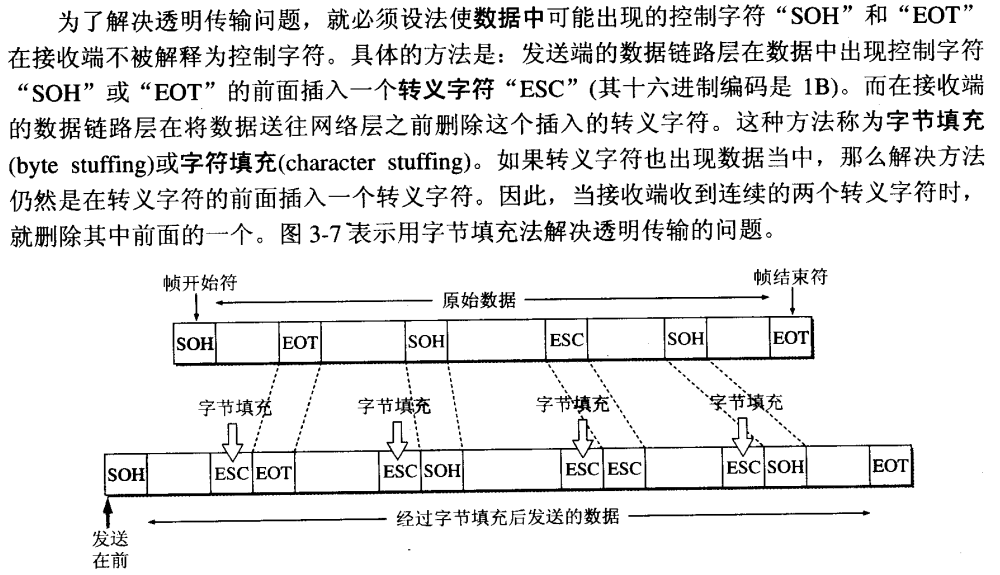 为了解决透明传输问题，就必须设法使数据中可能出现的控制字符“SOH”和“EOT”
在接收端不被解释为控制字符。具体的方法是：发送端的数据链路层在数据中出现控制字符
“SOH”或“EOT”的前面插入一个转义字符“ESC”(其十六进制编码是 1B)。而在接收端
的数据链路层在将数据送往网络层之前删除这个插入的转义字符。这种方法称为字节填充
(byte stuffing)或字符填充(character stuffing)。如果转义字符也出现数据当中，那么解决方法
仍然是在转义字符的前面插入一个转义字符。因此，当接收端收到连续的两个转义字符时，
就删除其中前面的一个。图 3-7 表示用字节填充法解决透明传输的问题。
帧开始符 帧结束符
原始数据
SOH EOT SOH ESC SOH EOT
字节填充 字节填充 字节填充 字节填充
SOH ESC EOT ESC SOH ESC ESC ESC SOH EOT
经过字节填充后发送的数据
发送
在前